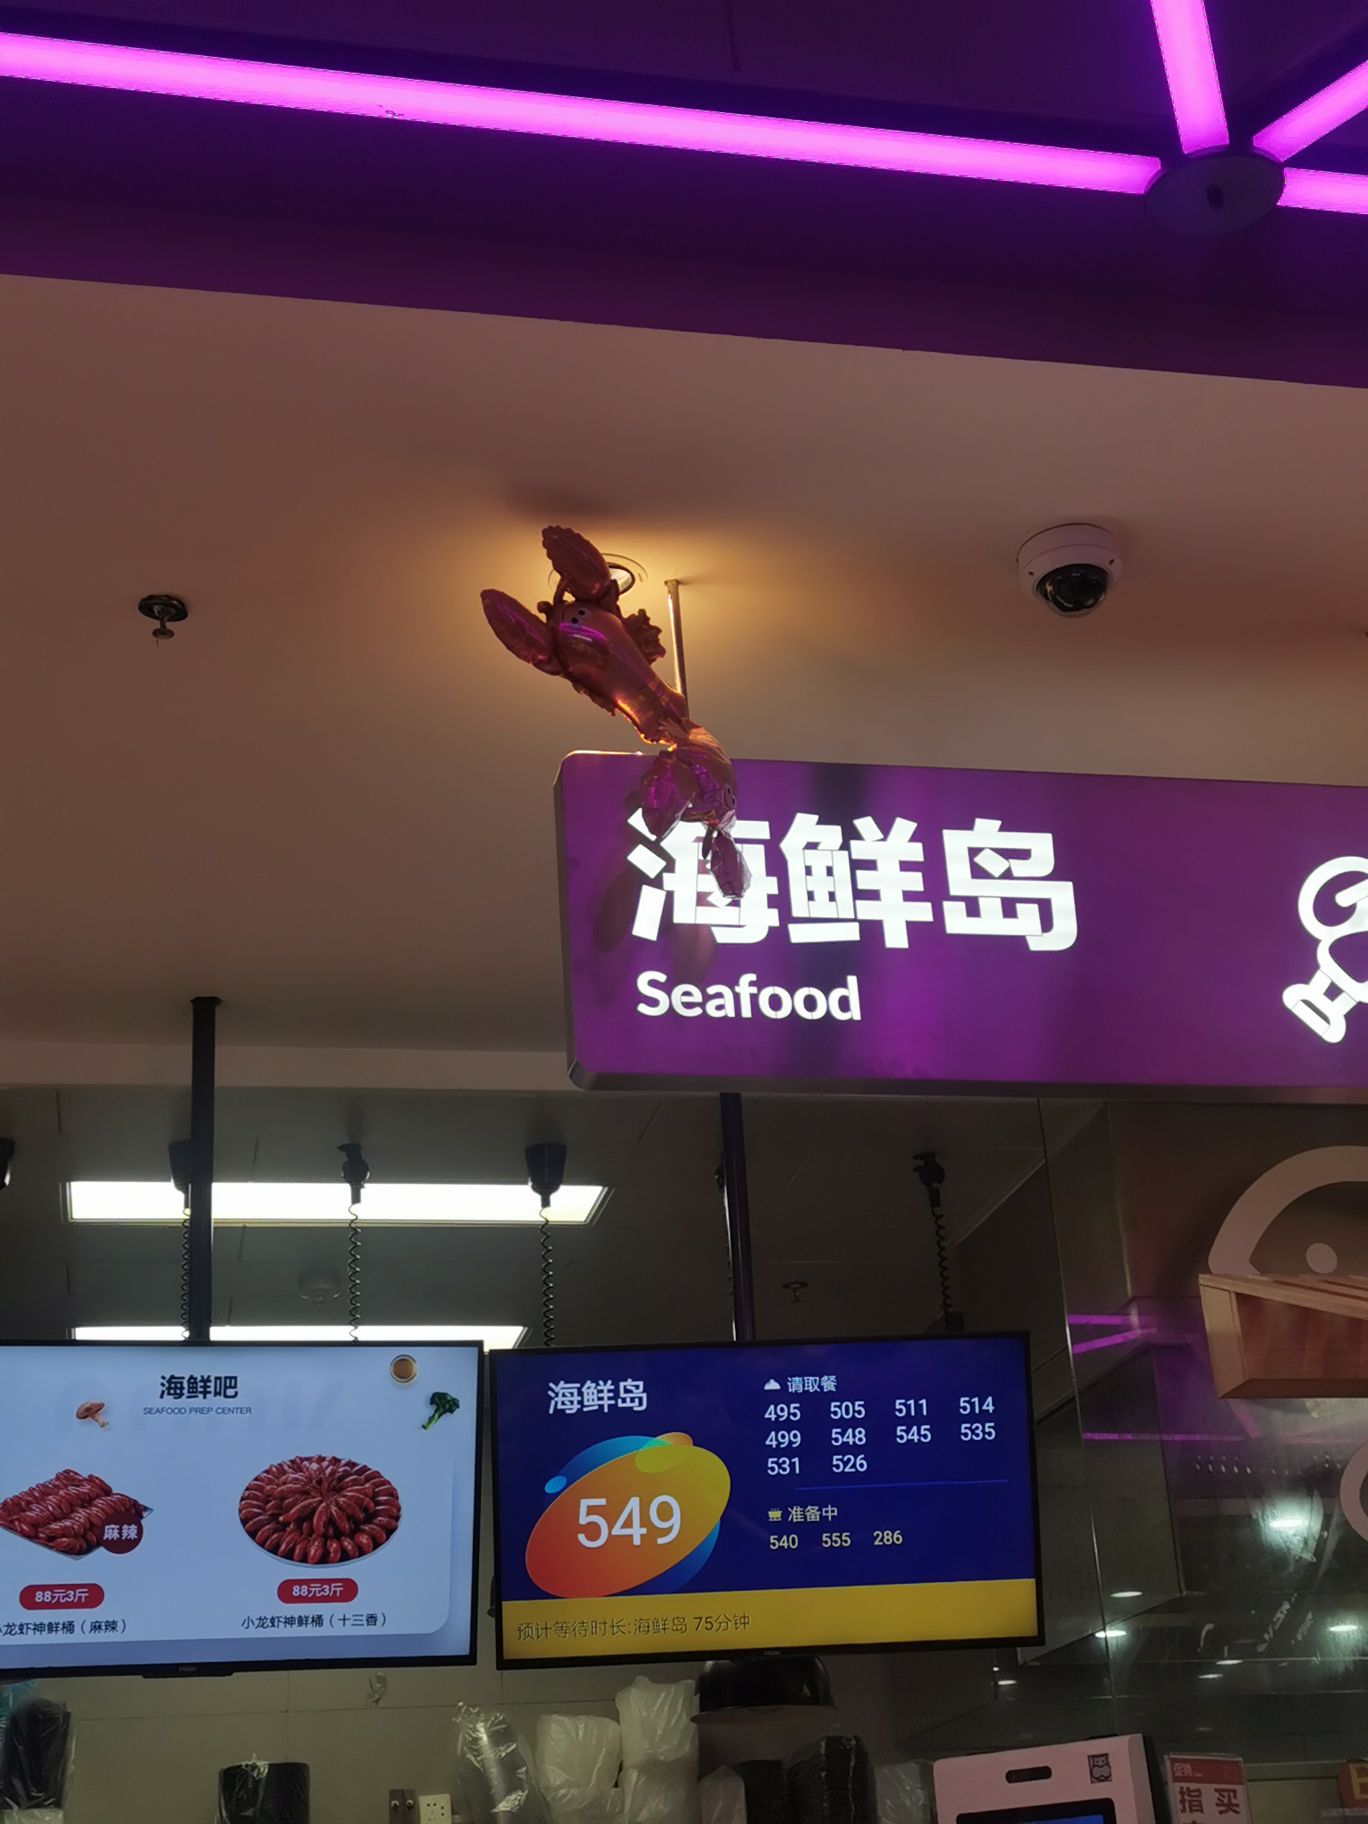 海鲜岛
Seafood
海鲜吧
SEAFOOD PREP CENTER
麻辣
88元3斤
88元3斤
小龙虾神鲜桶（麻辣）
小龙虾神鲜桶（十三香）
海鲜岛
549
请取餐
495 505 511 514
499 548 545 535
531 526
准备中
540 555 286
预计等待时长:海鲜岛 75分钟
Haier
Haier
促销
指 买